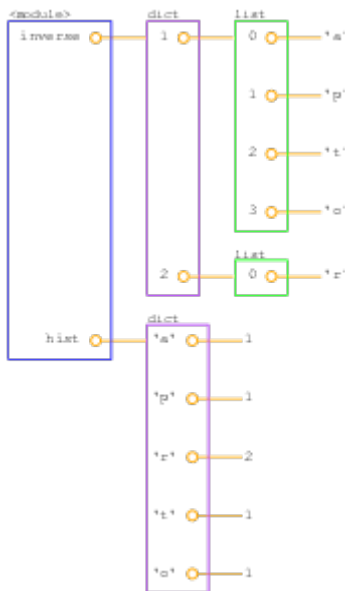 <module> dict list
inverse 1 0 'a'
1 'p'
2 't'
3 'o'
list
2 0 'r'
dict
hist 'a' 1
'p' 1
'r' 2
't' 1
'o' 1